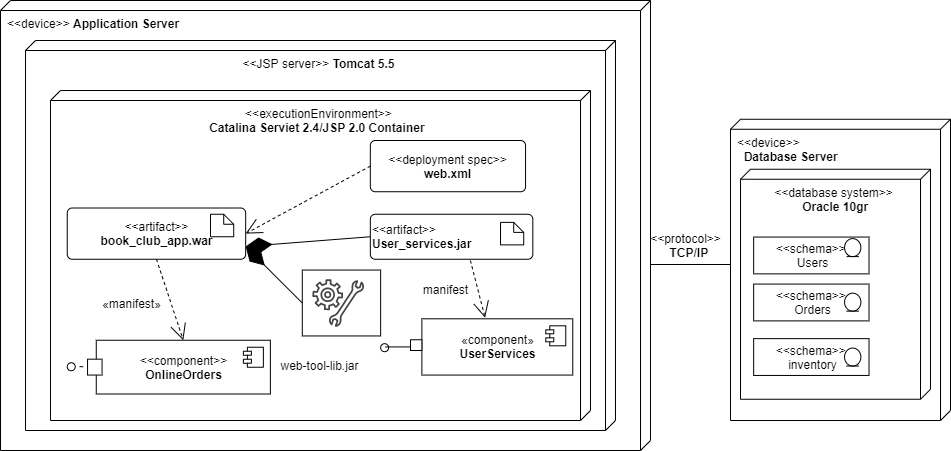 <<device>> Application Server
<<JSP server>> Tomcat 5.5
<<executionEnvironment>>
Catalina Serviet 2.4/JSP 2.0 Container
<<deployment spec>>
web.xml
<<artifact>>
book_club_app.war
<<artifact>>
User_services.jar
«manifest»
manifest
<<component>>
OnlineOrders
web-tool-lib.jar
«component»
UserServices
<<protocol>>
TCP/IP
<<device>>
Database Server
<<database system>>
Oracle 10gr
<<schema>>
Users
<<schema>>
Orders
<<schema>>
inventory